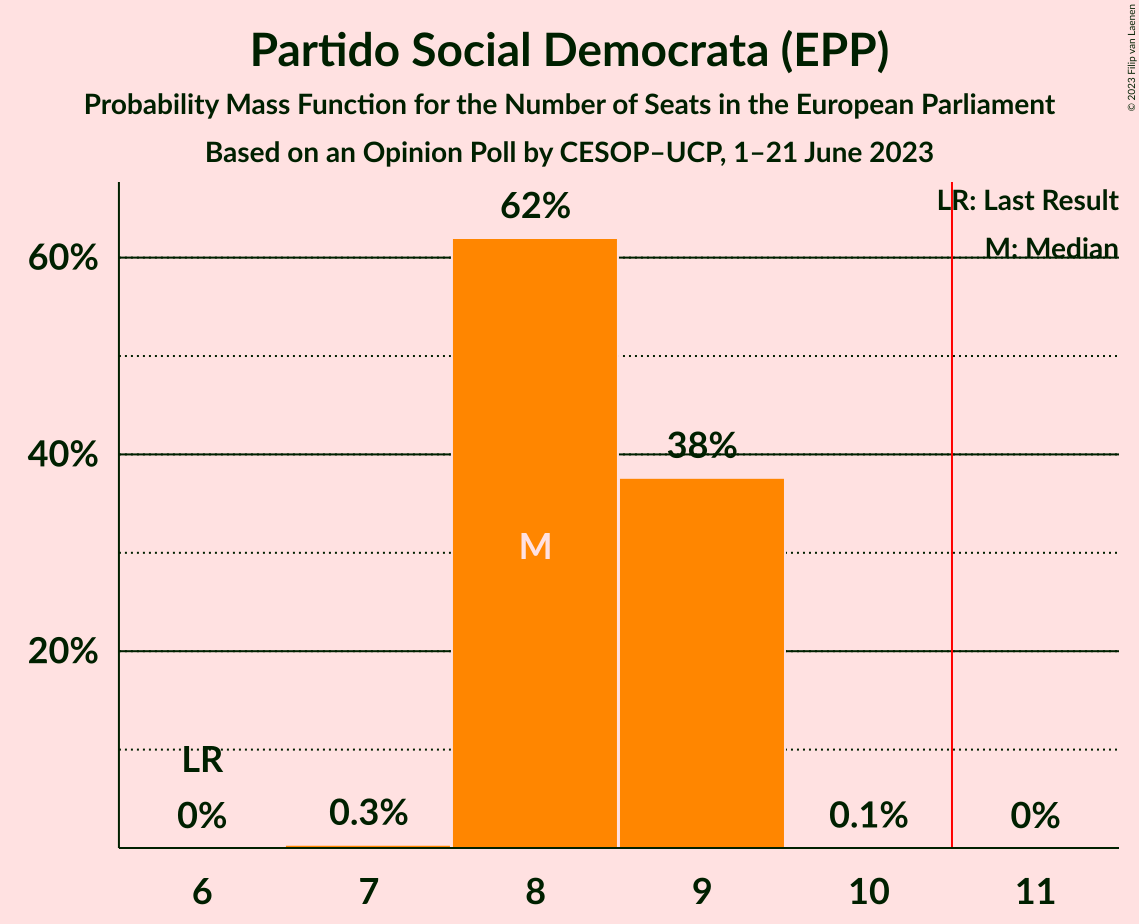 Partido Social Democrata (EPP)
Probability Mass Function for the Number of Seats in the European Parliament
Based on an Opinion Poll by CESOP–UCP, 1–21 June 2023
© 2023 Filip van Laenen
LR: Last Result
M: Median
62%
60%
38%
40%
M
20%
LR
0%
0.3%
0.1%
0%
6
7
8
9
10
11